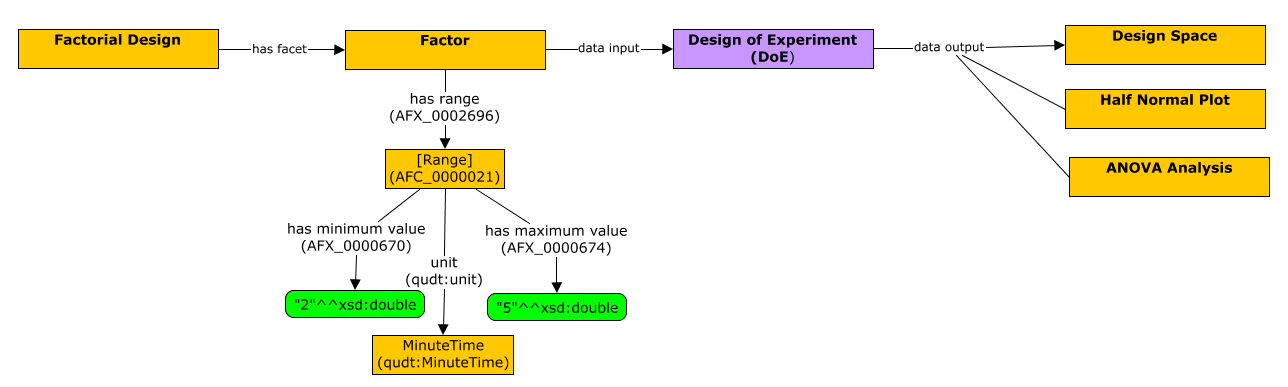 Factorial Design
has facet
Factor
data input
Design of Experiment
(DoE)
data output
Design Space
Half Normal Plot
ANOVA Analysis
has range
(AFX_0002696)
[Range]
(AFC_0000021)
has minimum value
(AFX_0000670)
unit
(qudt:unit)
has maximum value
(AFX_0000674)
"2"^^xsd:double
"5"^^xsd:double
MinuteTime
(qudt:MinuteTime)